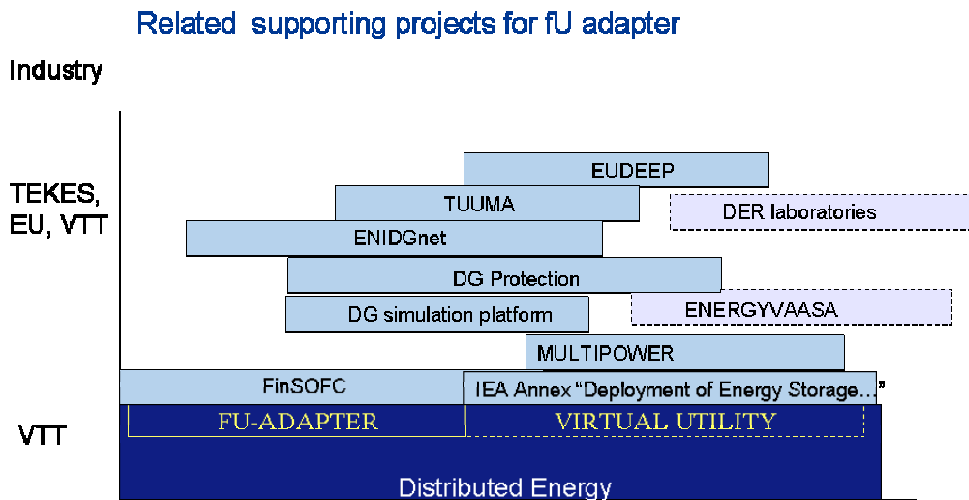 Related supporting projects for fU adapter
Industry
TEKES,
EU, VTT
EUDEEP
TUUMA
DER laboratories
ENIDGnet
DG Protection
DG simulation platform
ENERGYVAASA
MULTIPOWER
FinSOFC
IEA Annex “Deployment of Energy Storage…”
VTT
FU-ADAPTER
VIRTUAL UTILITY
Distributed Energy